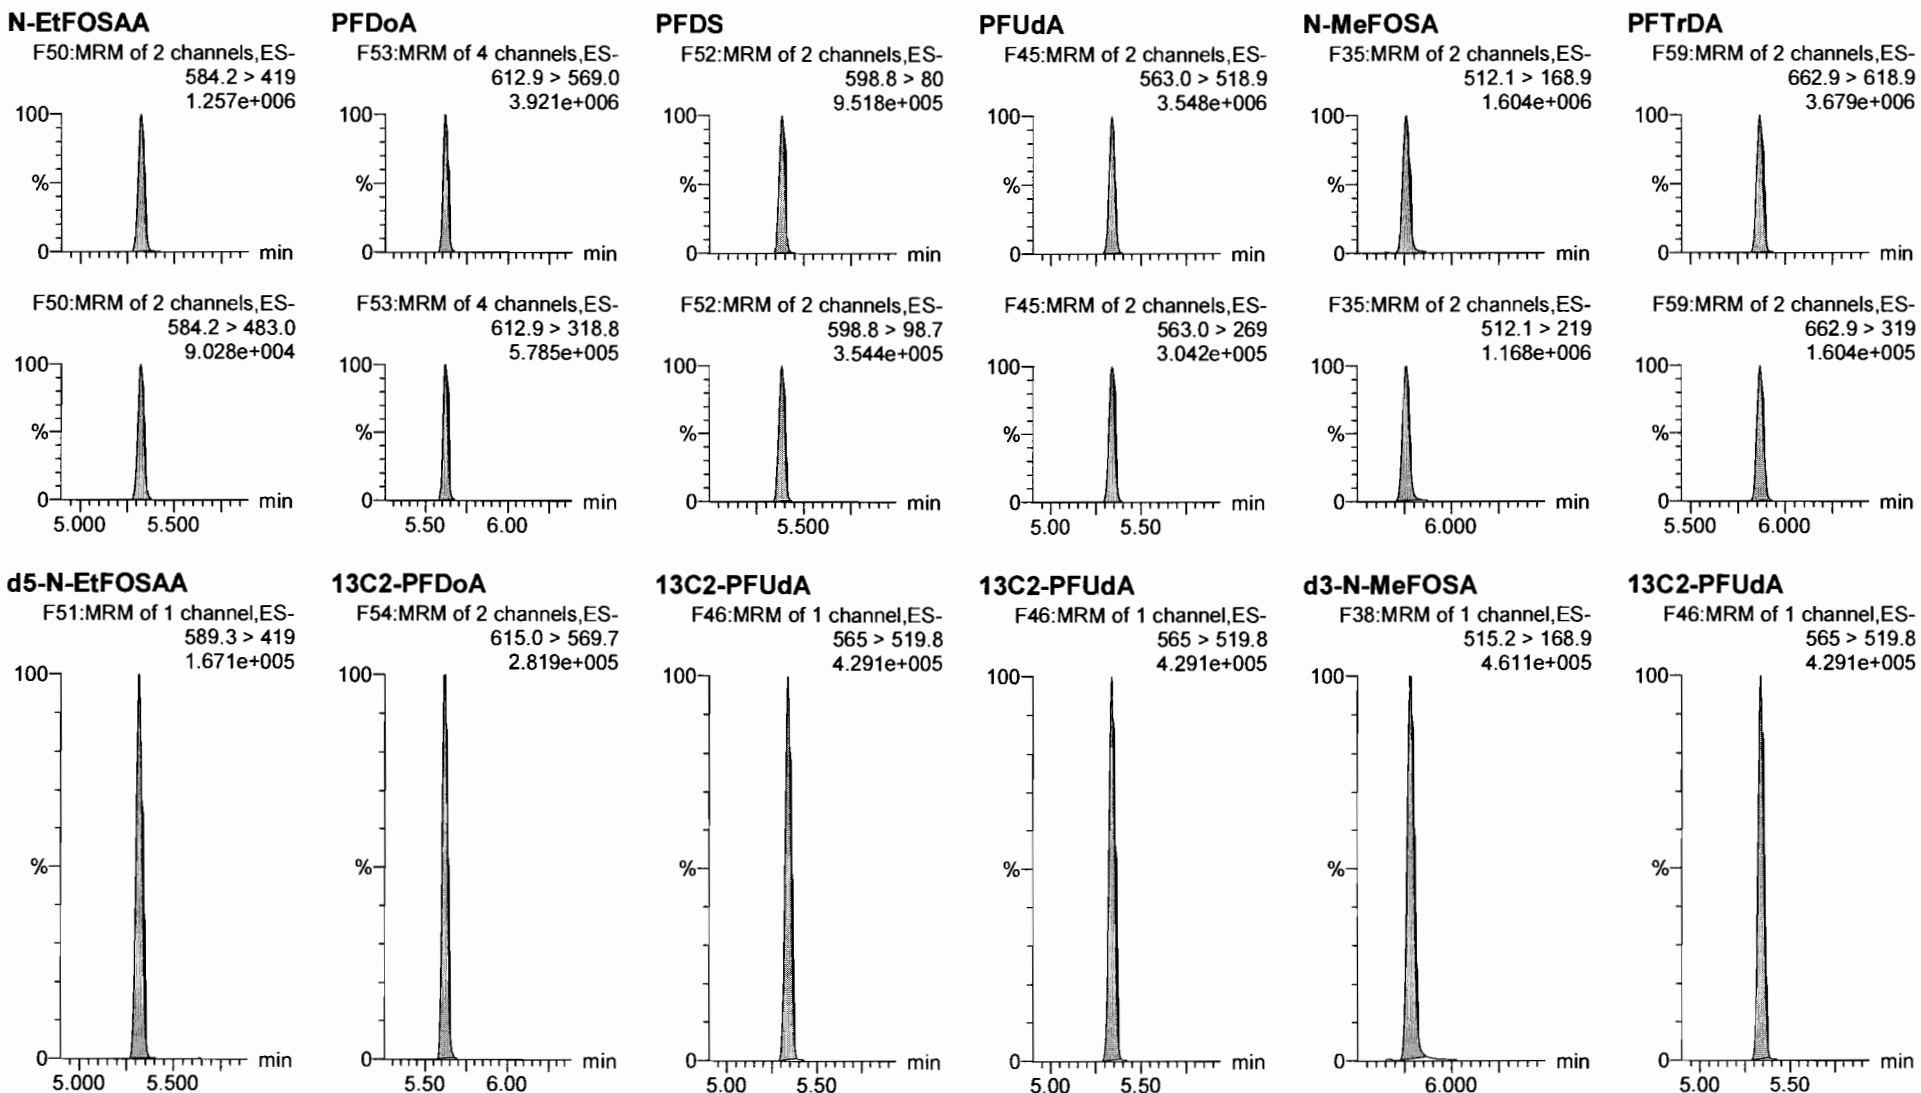 N-EtFOSAA
F50:MRM of 2 channels,ES-
584.2 > 419
1.257e+006
100
%
0
min
F50:MRM of 2 channels,ES-
584.2 > 483.0
9.028e+004
100
%
0
min
5.000 5.500
d5-N-EtFOSAA
F51:MRM of 1 channel,ES-
589.3 > 419
1.671e+005
100
%
0
min
5.000 5.500
PFDoA
F53:MRM of 4 channels,ES-
612.9 > 569.0
3.921e+006
100
%
0
min
F53:MRM of 4 channels,ES-
612.9 > 318.8
5.785e+005
100
%
0
min
5.50 6.00
13C2-PFDoA
F54:MRM of 2 channels,ES-
615.0 > 569.7
2.819e+005
100
%
0
min
5.50 6.00
PFDS
F52:MRM of 2 channels,ES-
598.8 > 80
9.518e+005
100
%
0
min
F52:MRM of 2 channels,ES-
598.8 > 98.7
3.544e+005
100
%
0
min
5.500
13C2-PFUdA
F46:MRM of 1 channel,ES-
565 > 519.8
4.291e+005
100
%
0
min
5.00 5.50
PFUdA
F45:MRM of 2 channels,ES-
563.0 > 518.9
3.548e+006
100
%
0
min
F45:MRM of 2 channels,ES-
563.0 > 269
3.042e+005
100
%
0
min
5.00 5.50
13C2-PFUdA
F46:MRM of 1 channel,ES-
565 > 519.8
4.291e+005
100
%
0
min
5.00 5.50
N-MeFOSA
F35:MRM of 2 channels,ES-
512.1 > 168.9
1.604e+006
100
%
0
min
F35:MRM of 2 channels,ES-
512.1 > 219
1.168e+006
100
%
0
min
6.000
d3-N-MeFOSA
F38:MRM of 1 channel,ES-
515.2 > 168.9
4.611e+005
100
%
0
min
6.000
PFTrDA
F59:MRM of 2 channels,ES-
662.9 > 618.9
3.679e+006
100
%
0
min
F59:MRM of 2 channels,ES-
662.9 > 319
1.604e+005
100
%
0
min
5.500 6.000
13C2-PFUdA
F46:MRM of 1 channel,ES-
565 > 519.8
4.291e+005
100
%
0
min
5.00 5.50